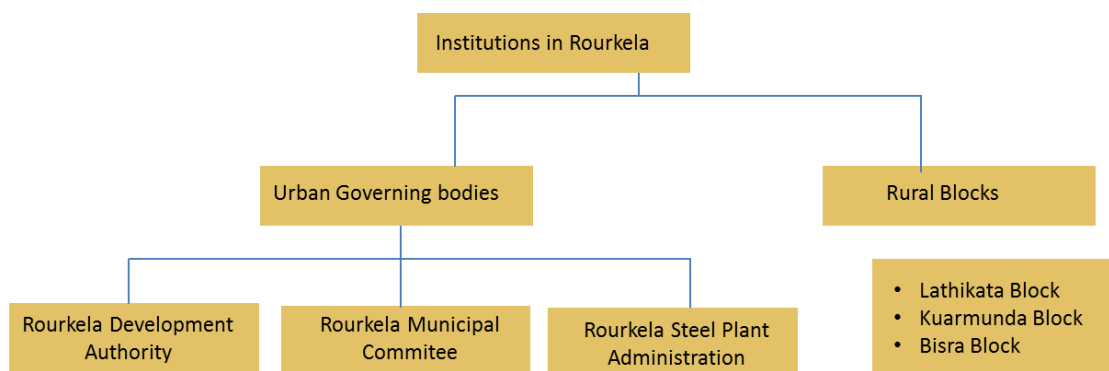 Institutions in Rourkela
Urban Governing bodies
Rural Blocks
Rourkela Development
Authority
Rourkela Municipal
Commitee
Rourkela Steel Plant
Administration
• Lathikata Block
• Kuarmunda Block
• Bisra Block